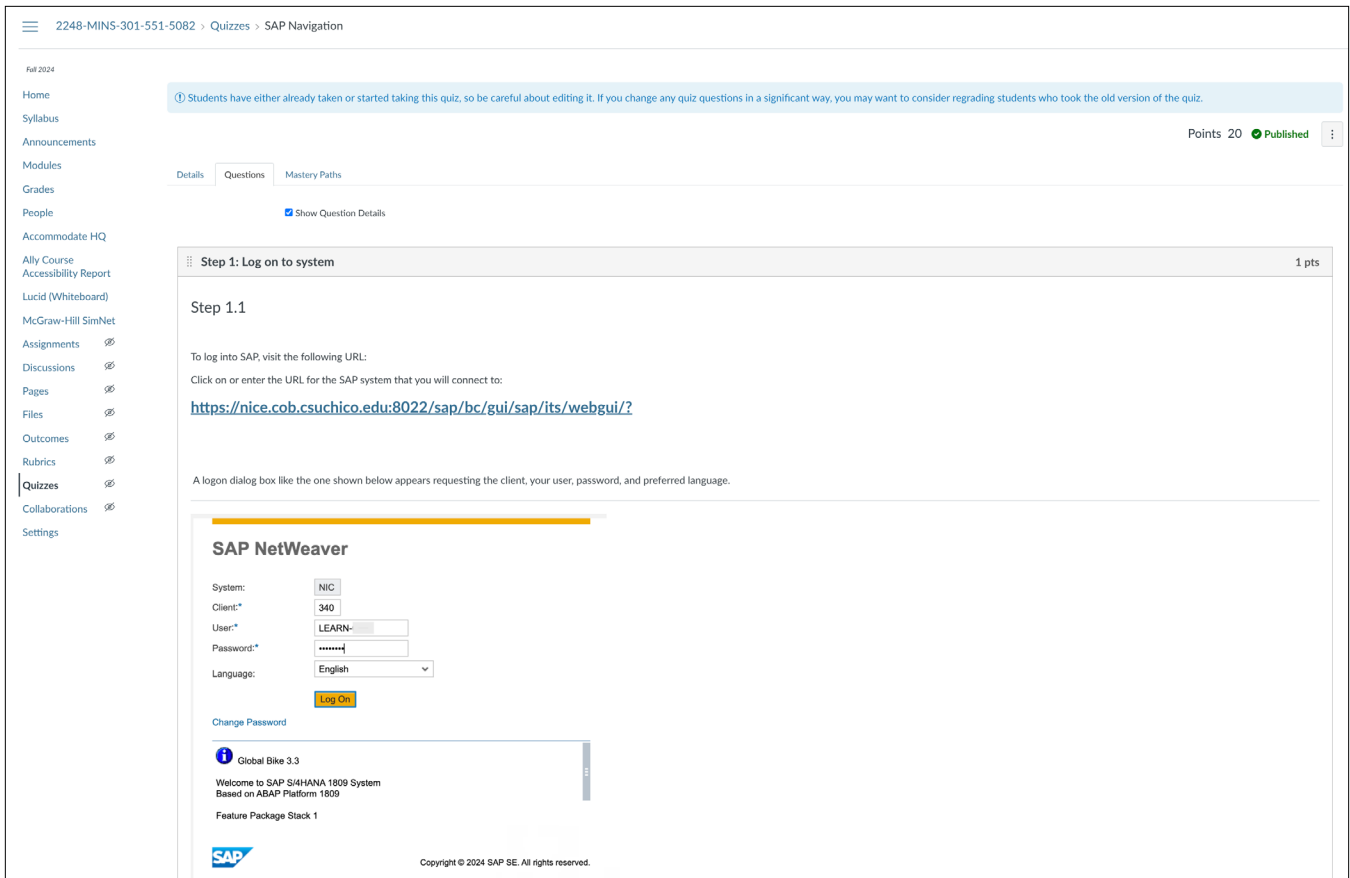 2248-MINS-301-551-5082 > Quizzes > SAP Navigation
Fall 2024
Home
Syllabus
Announcements
Modules
Grades
People
Accommodate HQ
Ally Course
Accessibility Report
Lucid (Whiteboard)
McGraw-Hill SimNet
Assignments
Discussions
Pages
Files
Outcomes
Rubrics
Quizzes
Collaborations
Settings
Students have either already taken or started taking this quiz, so be careful about editing it. If you change any quiz questions in a significant way, you may want to consider regrading students who took the old version of the quiz.
Points 20 Published
Details Questions Mastery Paths
Show Question Details
Step 1: Log on to system 1 pts
Step 1.1
To log into SAP, visit the following URL:
Click on or enter the URL for the SAP system that you will connect to:
https://nice.cob.csuchico.edu:8022/sap/bc/gui/sap/its/webgui/?
A logon dialog box like the one shown below appears requesting the client, your user, password, and preferred language.
SAP NetWeaver
System: NIC
Client:* 340
User:* LEARN-
Password:* ••••••••
Language: English
Log On
Change Password
Global Bike 3.3
Welcome to SAP S/4HANA 1809 System
Based on ABAP Platform 1809
Feature Package Stack 1
SAP Copyright © 2024 SAP SE. All rights reserved.